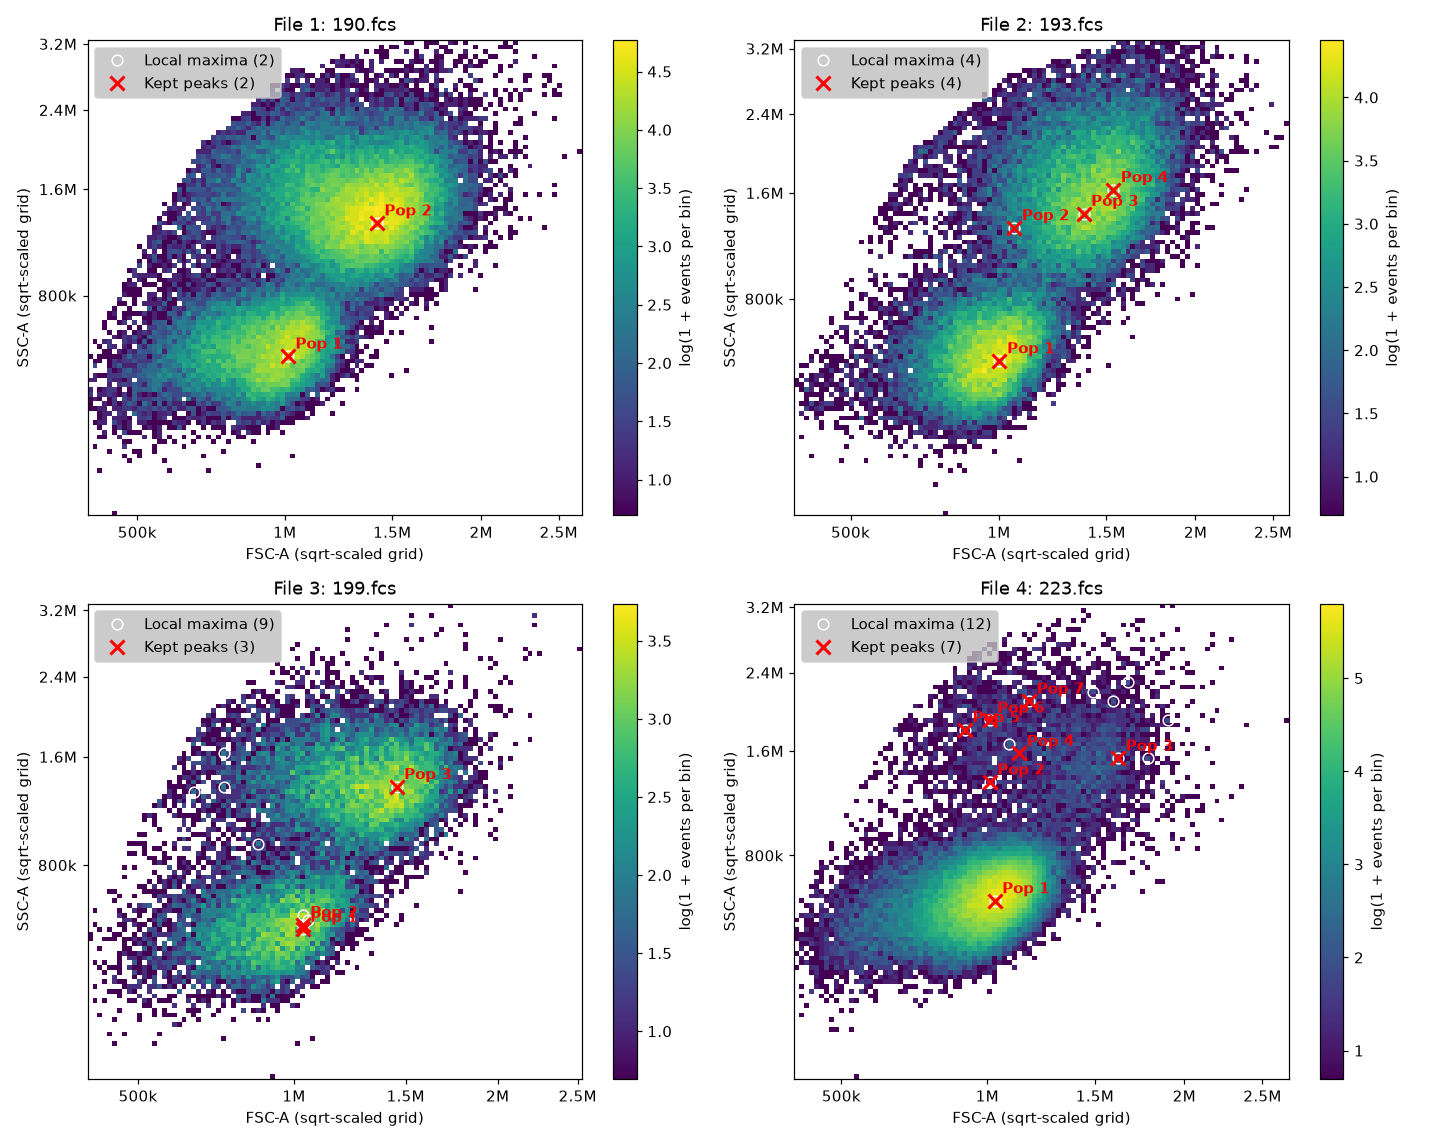 File 1: 190.fcs
3.2M
2.4M
1.6M
800k
SSC-A (sqrt-scaled grid)
Local maxima (2)
Kept peaks (2)
Pop 2
Pop 1
500k 1M 1.5M 2M 2.5M
FSC-A (sqrt-scaled grid)
4.5
4.0
3.5
3.0
2.5
2.0
1.5
1.0
log(1 + events per bin)
File 2: 193.fcs
3.2M
2.4M
1.6M
800k
SSC-A (sqrt-scaled grid)
Local maxima (4)
Kept peaks (4)
Pop 4
Pop 3
Pop 2
Pop 1
500k 1M 1.5M 2M 2.5M
FSC-A (sqrt-scaled grid)
4.0
3.5
3.0
2.5
2.0
1.5
1.0
log(1 + events per bin)
File 3: 199.fcs
3.2M
2.4M
1.6M
800k
SSC-A (sqrt-scaled grid)
Local maxima (9)
Kept peaks (3)
Pop 3
500k 1M 1.5M 2M 2.5M
FSC-A (sqrt-scaled grid)
3.5
3.0
2.5
2.0
1.5
1.0
log(1 + events per bin)
File 4: 223.fcs
3.2M
2.4M
1.6M
800k
SSC-A (sqrt-scaled grid)
Local maxima (12)
Kept peaks (7)
Pop 7
Pop 6
Pop 4
Pop 3
Pop 2
Pop 1
500k 1M 1.5M 2M 2.5M
FSC-A (sqrt-scaled grid)
5
4
3
2
1
log(1 + events per bin)